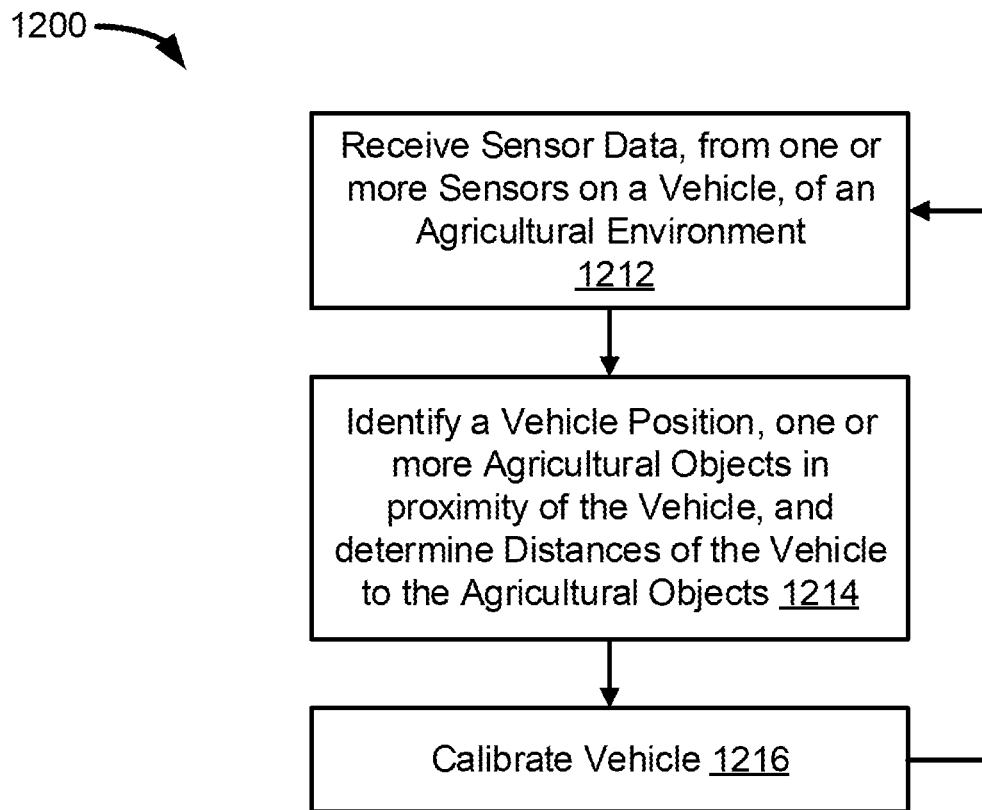 1200
Receive Sensor Data, from one or
more Sensors on a Vehicle, of an
Agricultural Environment
1212
Identify a Vehicle Position, one or
more Agricultural Objects in
proximity of the Vehicle, and
determine Distances of the Vehicle
to the Agricultural Objects 1214
Calibrate Vehicle 1216